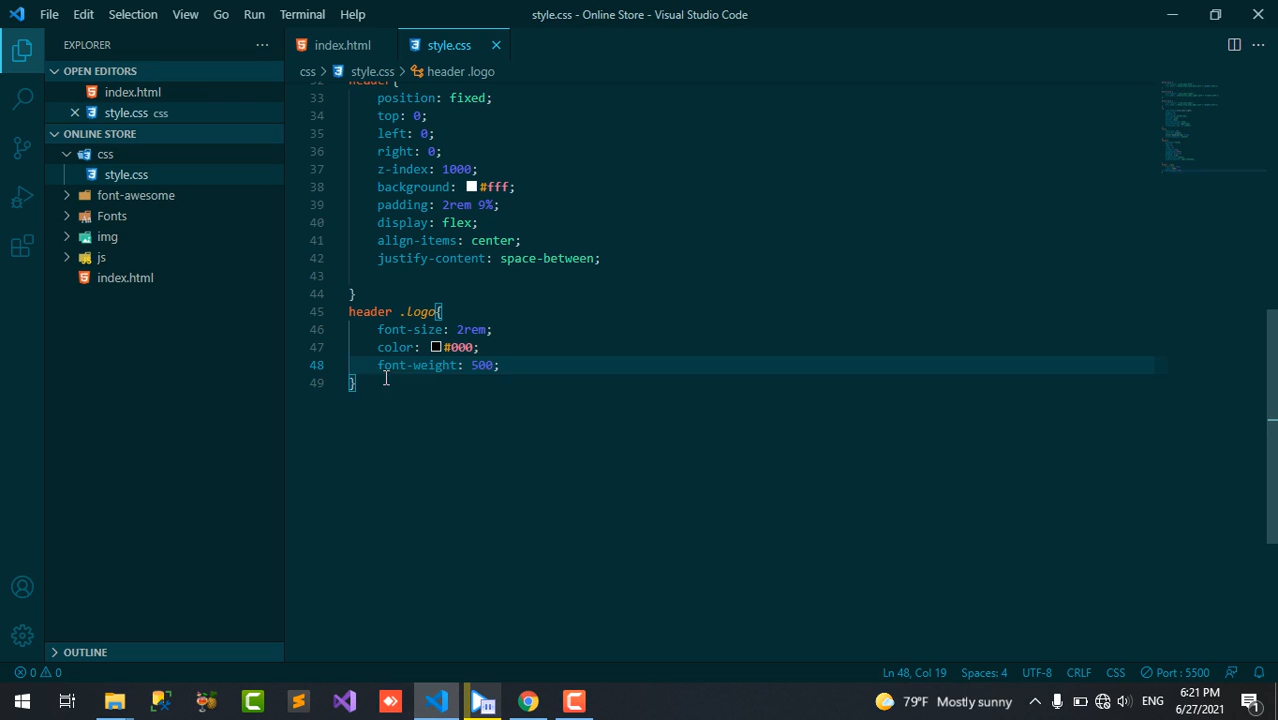 File Edit Selection View Go Run Terminal Help style.css - Online Store - Visual Studio Code
EXPLORER
index.html style.css
OPEN EDITORS
css > style.css > header .logo
index.html
style.css css
ONLINE STORE
css
style.css
font-awesome
Fonts
img
js
index.html
32 header{
33 position: fixed;
34 top: 0;
35 left: 0;
36 right: 0;
37 z-index: 1000;
38 background: #fff;
39 padding: 2rem 9%;
40 display: flex;
41 align-items: center;
42 justify-content: space-between;
43
44 }
45 header .logo{
46 font-size: 2rem;
47 color: #000;
48 font-weight: 500;
49 }
OUTLINE
0 0 Ln 48, Col 19 Spaces: 4 UTF-8 CRLF CSS Port : 5500
79°F Mostly sunny ENG 6:21 PM
6/27/2021
1